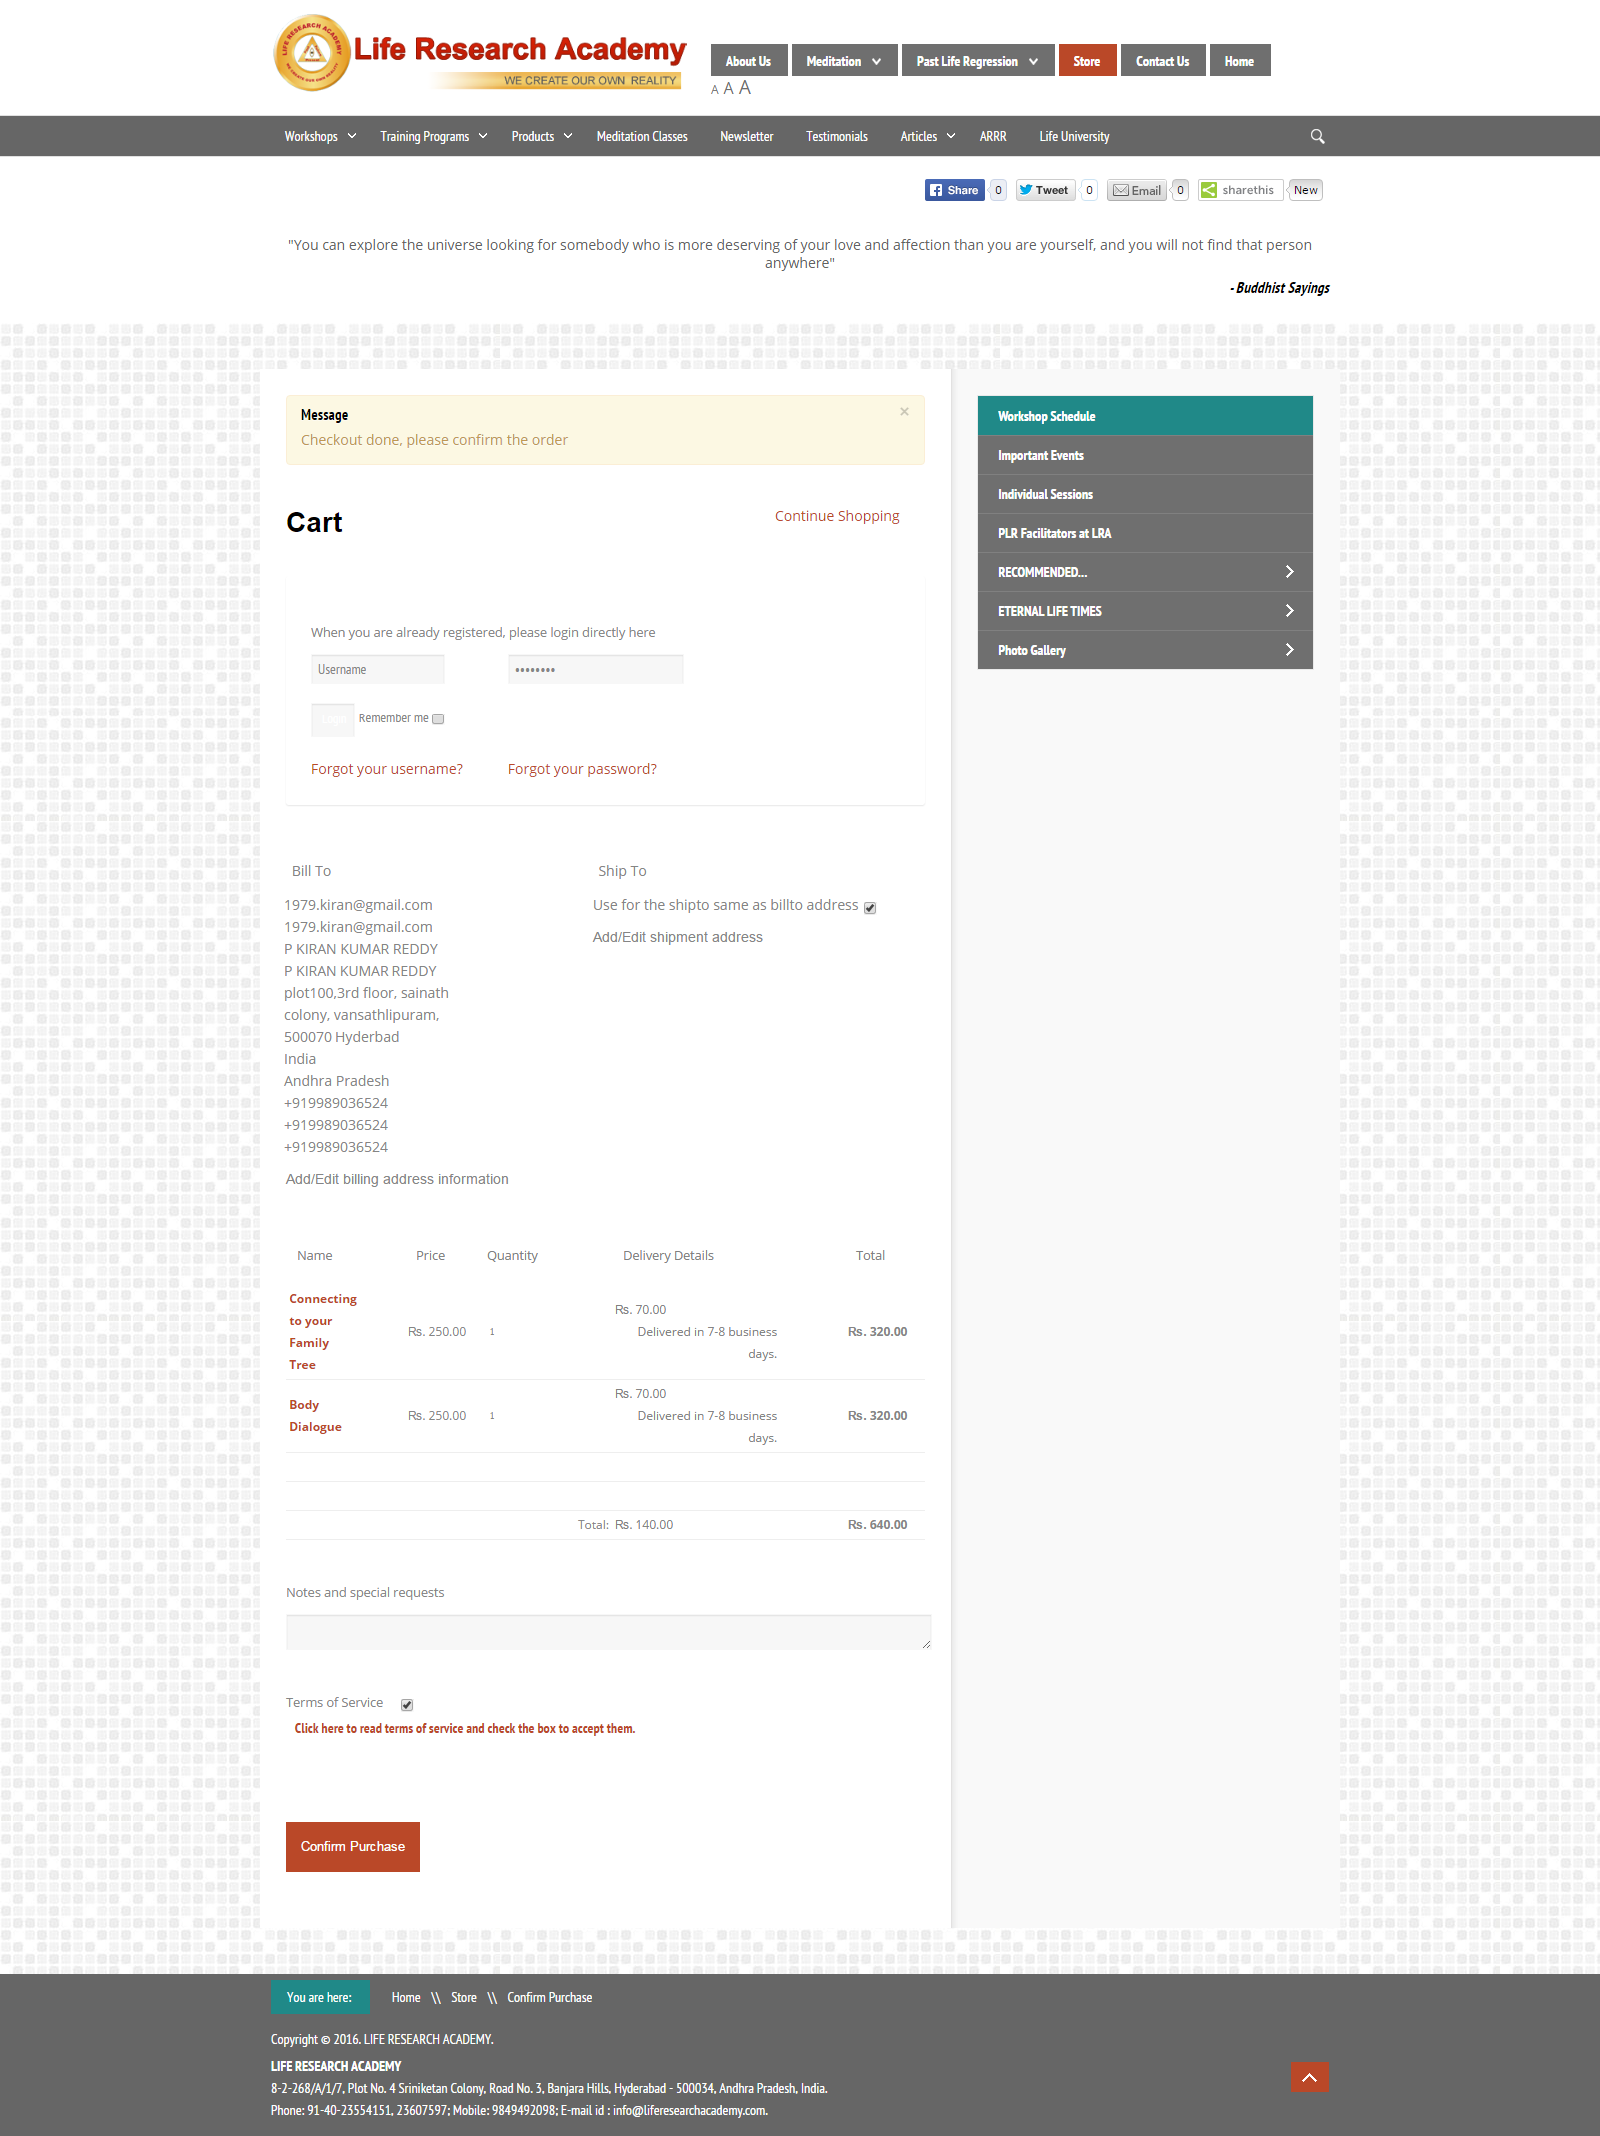 LIFE RESEARCH ACADEMY
WE CREATE OUR OWN REALITY
Life Research Academy
WE CREATE OUR OWN REALITY
About Us
Meditation
Past Life Regression
Store
Contact Us
Home
A A A
Workshops
Training Programs
Products
Meditation Classes
Newsletter
Testimonials
Articles
ARRR
Life University
Share 0
Tweet 0
Email 0
sharethis New
"You can explore the universe looking for somebody who is more deserving of your love and affection than you are yourself, and you will not find that person
anywhere"
- Buddhist Sayings
Message
×
Checkout done, please confirm the order
Cart
Continue Shopping
When you are already registered, please login directly here
Username
••••••••
Login
Remember me
Forgot your username?
Forgot your password?
Bill To
1979.kiran@gmail.com
1979.kiran@gmail.com
P KIRAN KUMAR REDDY
P KIRAN KUMAR REDDY
plot100,3rd floor, sainath
colony, vansathlipuram,
500070 Hyderbad
India
Andhra Pradesh
+919989036524
+919989036524
+919989036524
Add/Edit billing address information
Ship To
Use for the shipto same as billto address
Add/Edit shipment address
Name Price Quantity Delivery Details Total
Connecting
to your
Family
Tree
Rs. 250.00
1
Rs. 70.00
Delivered in 7-8 business
days.
Rs. 320.00
Body
Dialogue
Rs. 250.00
1
Rs. 70.00
Delivered in 7-8 business
days.
Rs. 320.00
Total: Rs. 140.00 Rs. 640.00
Notes and special requests
Terms of Service
Click here to read terms of service and check the box to accept them.
Confirm Purchase
Workshop Schedule
Important Events
Individual Sessions
PLR Facilitators at LRA
RECOMMENDED...
ETERNAL LIFE TIMES
Photo Gallery
You are here: Home \\ Store \\ Confirm Purchase
Copyright © 2016. LIFE RESEARCH ACADEMY.
LIFE RESEARCH ACADEMY
8-2-268/A/1/7, Plot No. 4 Sriniketan Colony, Road No. 3, Banjara Hills, Hyderabad - 500034, Andhra Pradesh, India.
Phone: 91-40-23554151, 23607597; Mobile: 9849492098; E-mail id : info@liferesearchacademy.com.